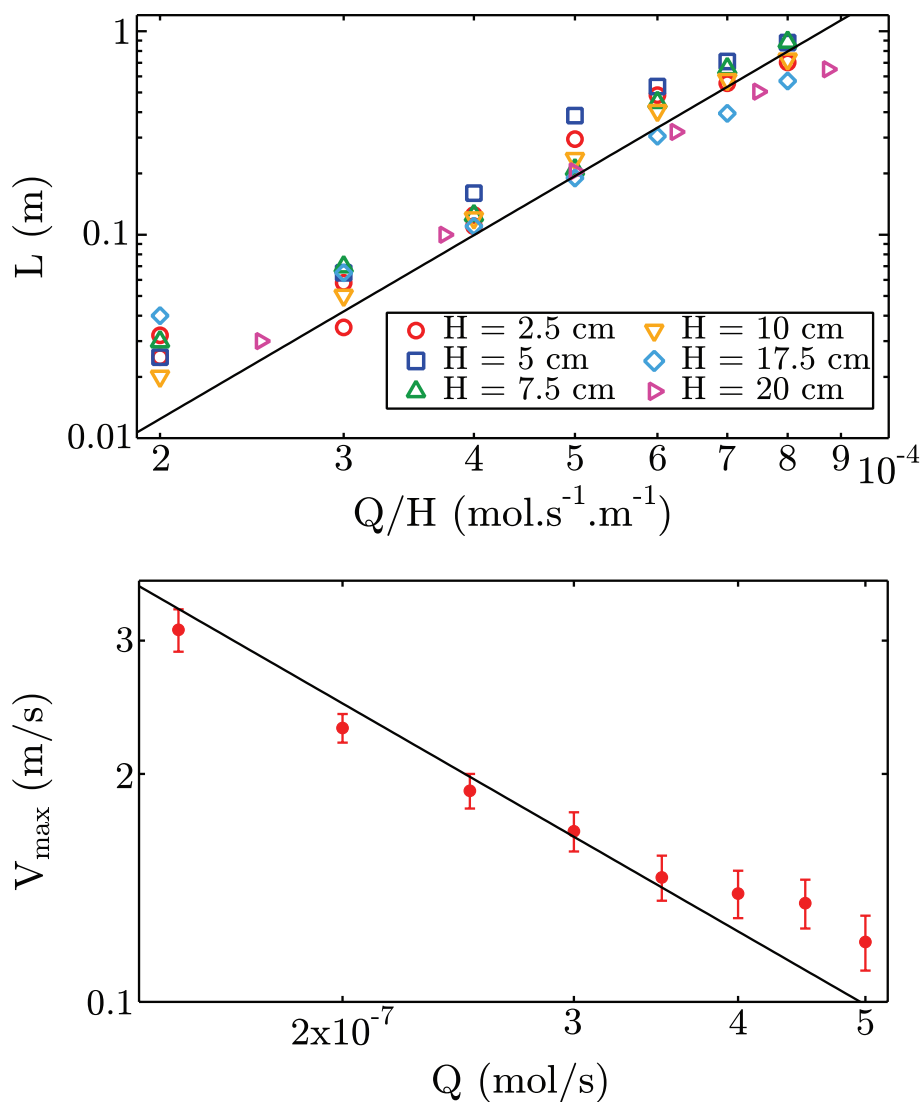 1
L (m)
0.1
0.01
H = 2.5 cm
H = 10 cm
H = 5 cm
H = 17.5 cm
H = 7.5 cm
H = 20 cm
2 3 4 5 6 7 8 9 10⁻⁴
Q/H (mol.s⁻¹.m⁻¹)
3
2
Vmax (m/s)
0.1
2x10⁻⁷ 3 4 5
Q (mol/s)